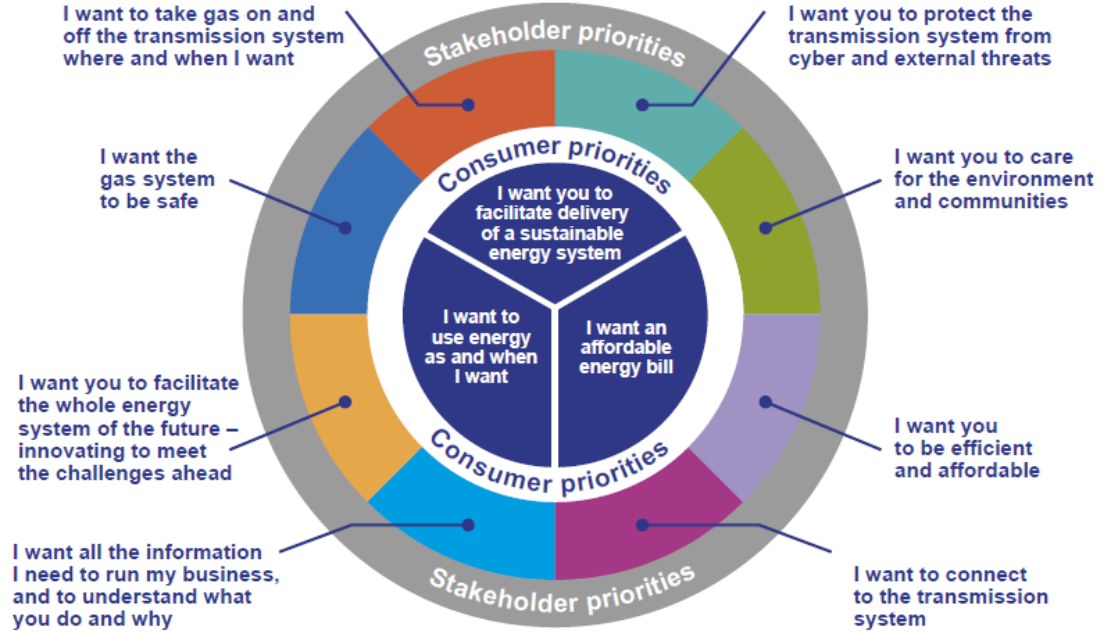 I want to take gas on and
off the transmission system
where and when I want
I want you to protect the
transmission system from
cyber and external threats
Stakeholder priorities
I want the
gas system
to be safe
I want you to care
for the environment
and communities
Consumer priorities
I want you to
facilitate delivery
of a sustainable
energy system
I want to
use energy
as and when
I want
I want an
affordable
energy bill
Consumer priorities
I want you to facilitate
the whole energy
system of the future –
innovating to meet
the challenges ahead
I want you
to be efficient
and affordable
I want all the information
I need to run my business,
and to understand what
you do and why
Stakeholder priorities
I want to connect
to the transmission
system